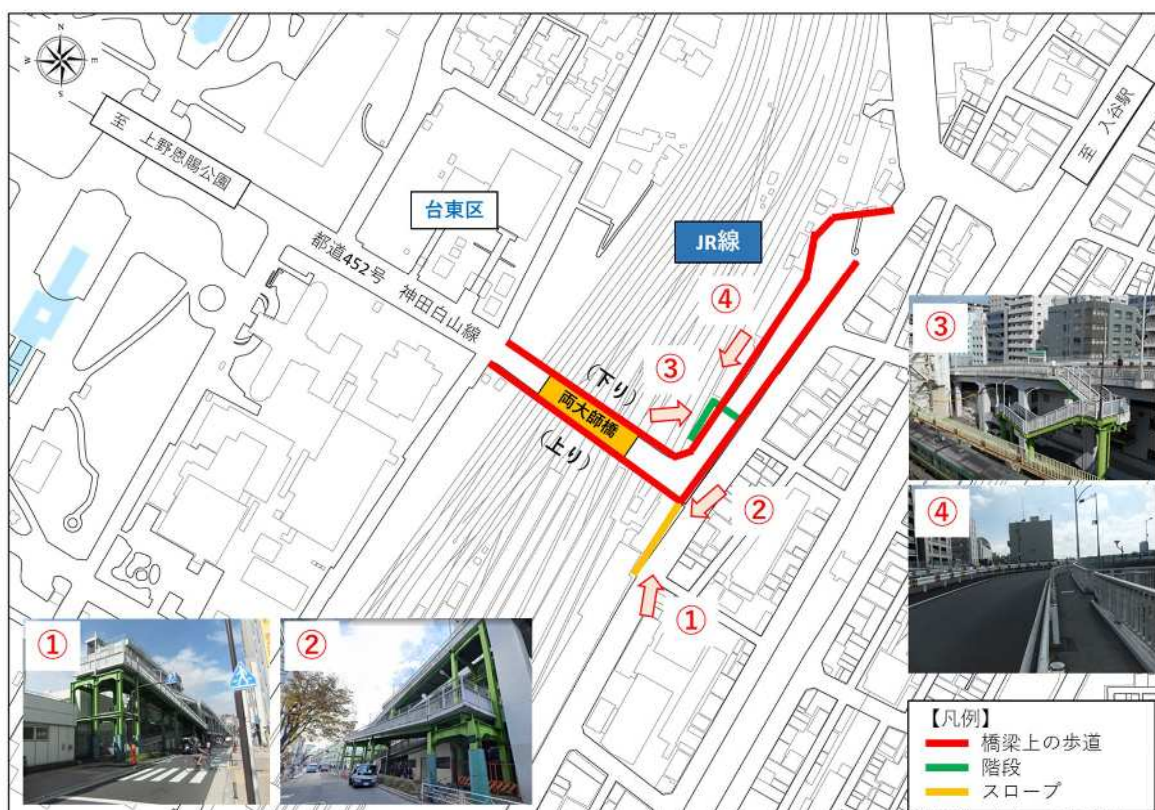 N
W
E
S
至 上野恩賜公園
台東区
都道452号 神田白山線
JR線
至 入谷駅
④
③
(下り)
両大師橋
(上り)
②
①
③
④
①
②
【凡例】
橋梁上の歩道
階段
スロープ